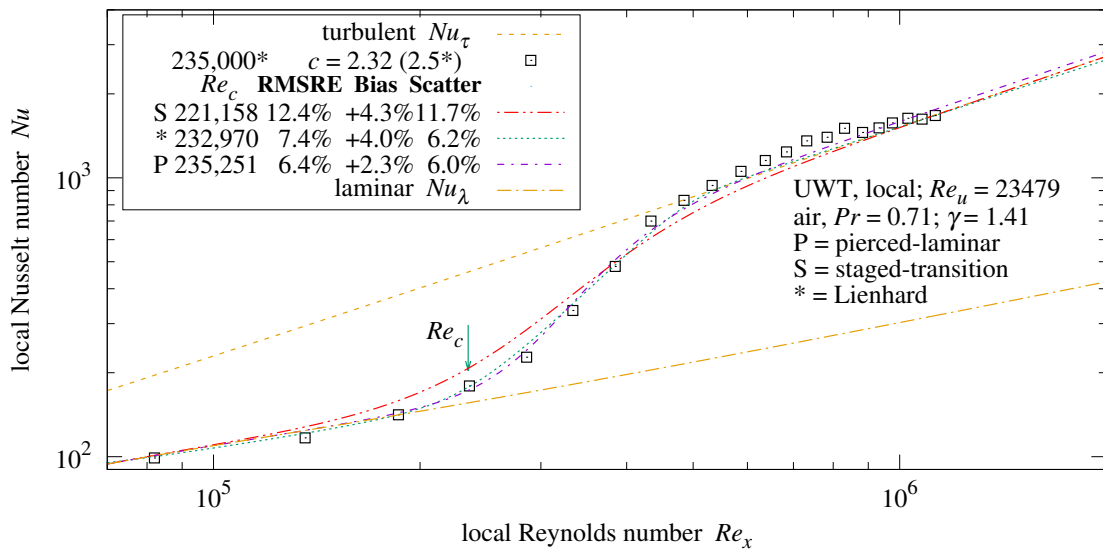 turbulent Nuτ
235,000* c = 2.32 (2.5*)
Rec RMSRE Bias Scatter
S 221,158 12.4% +4.3% 11.7%
* 232,970 7.4% +4.0% 6.2%
P 235,251 6.4% +2.3% 6.0%
laminar Nuλ
local Nusselt number Nu
10³
10²
UWT, local; Reu = 23479
air, Pr = 0.71; γ = 1.41
P = pierced-laminar
S = staged-transition
* = Lienhard
Rec
10⁵
10⁶
local Reynolds number Rex